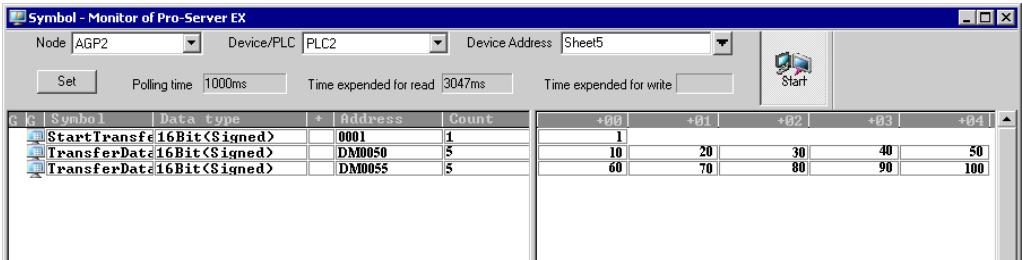 Symbol - Monitor of Pro-Server EX
Node AGP2 Device/PLC PLC2 Device Address Sheet5
Set Polling time 1000ms Time expended for read 3047ms Time expended for write Start
G G Symbol Data type + Address Count +00 +01 +02 +03 +04
StartTransfe 16Bit(Signed) 0001 1 1
TransferData 16Bit(Signed) DM0050 5 10 20 30 40 50
TransferData 16Bit(Signed) DM0055 5 60 70 80 90 100